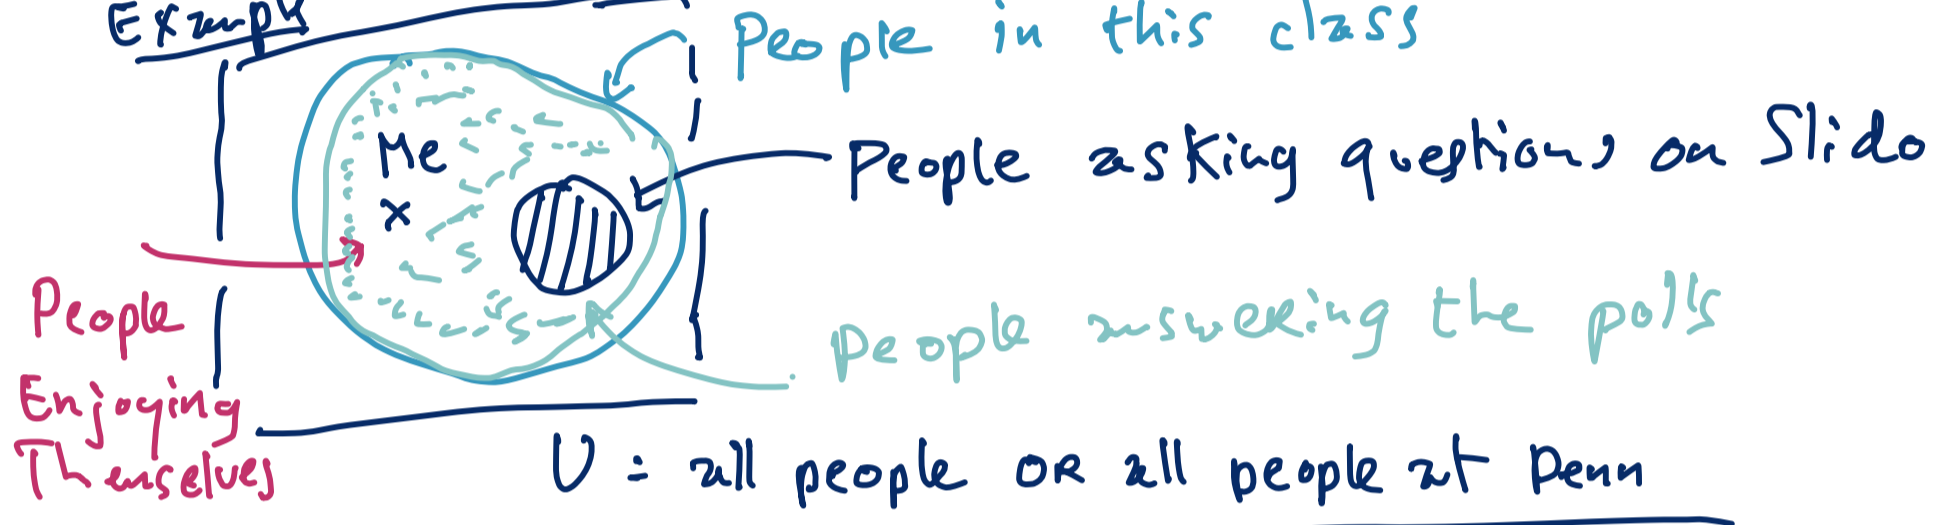 Example
People in this class
Me
x
People asking questions on Slido
People
Enjoying
Themselves
People answering the polls
U = all people OR all people at Penn